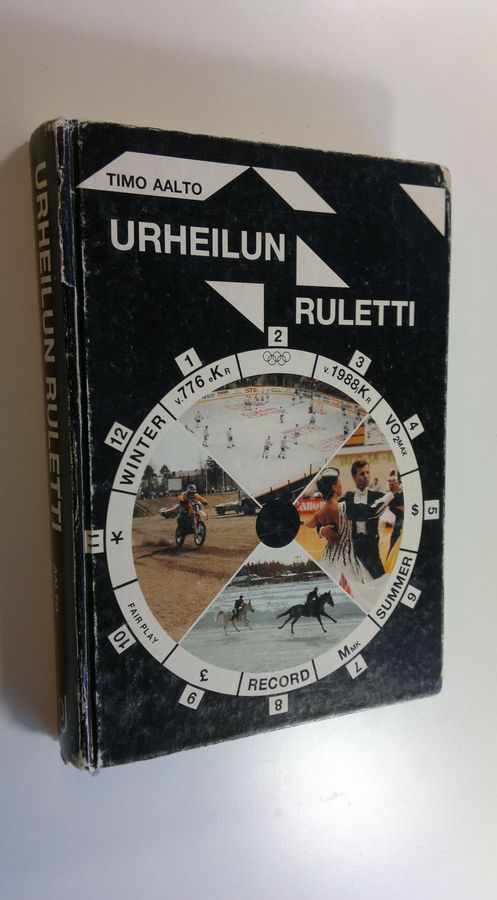 TIMO AALTO
URHEILUN
RULETTI
1
v.776 eKR
2
3
v.1988KR
4
VO2MAX
5
$
6
SUMMER
7
MMK
8
RECORD
9
£
10
FAIR PLAY
11
12
WINTER
Canon
URHEILUN RULETTI